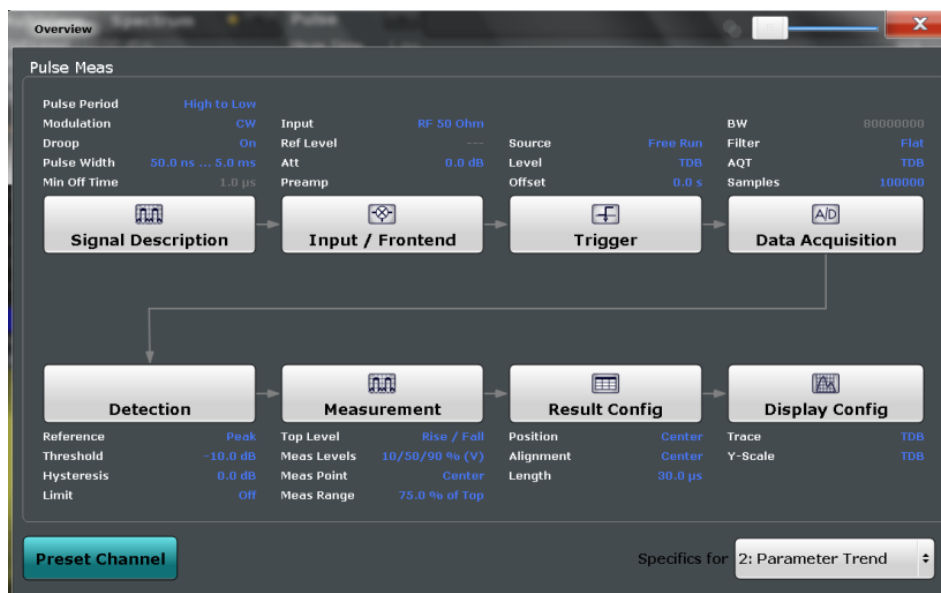 Overview
Pulse Meas
Pulse Period High to Low
Modulation CW
Droop On
Pulse Width 50.0 ns ... 5.0 ms
Min Off Time 1.0 µs
Input RF 50 Ohm
Ref Level ---
Att 0.0 dB
Preamp
Source Free Run
Level TDB
Offset 0.0 s
BW 80000000
Filter Flat
AQT TDB
Samples 100000
Signal Description
Input / Frontend
Trigger
A/D
Data Acquisition
Detection
Measurement
Result Config
Display Config
Reference Peak
Threshold -10.0 dB
Hysteresis 0.0 dB
Limit Off
Top Level Rise / Fall
Meas Levels 10/50/90 % (V)
Meas Point Center
Meas Range 75.0 % of Top
Position Center
Alignment Center
Length 30.0 µs
Trace TDB
Y-Scale TDB
Preset Channel
Specifics for 2: Parameter Trend